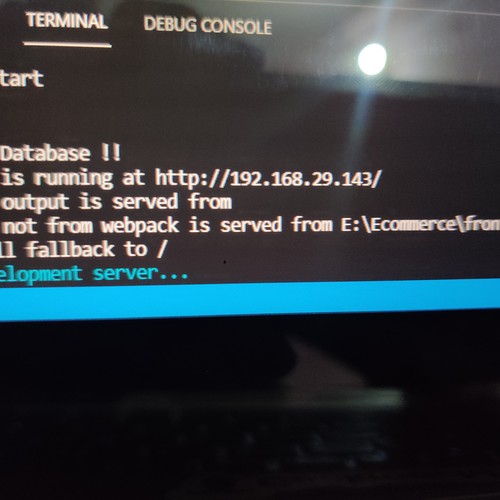 TERMINAL DEBUG CONSOLE
tart
Database !!
is running at http://192.168.29.143/
output is served from
not from webpack is served from E:\Ecommerce\fron
ll fallback to /
elopment server...